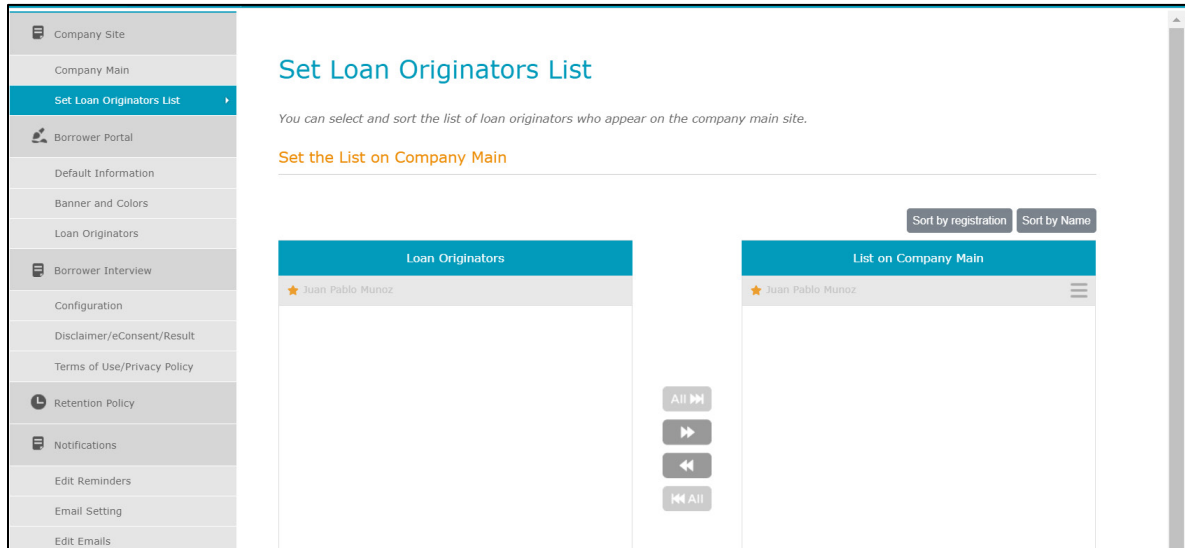 Company Site
Company Main
Set Loan Originators List
Borrower Portal
Default Information
Banner and Colors
Loan Originators
Borrower Interview
Configuration
Disclaimer/eConsent/Result
Terms of Use/Privacy Policy
Retention Policy
Notifications
Edit Reminders
Email Setting
Edit Emails
Set Loan Originators List
You can select and sort the list of loan originators who appear on the company main site.
Set the List on Company Main
Sort by registration Sort by Name
Loan Originators
Juan Pablo Munoz
All
All
List on Company Main
Juan Pablo Munoz